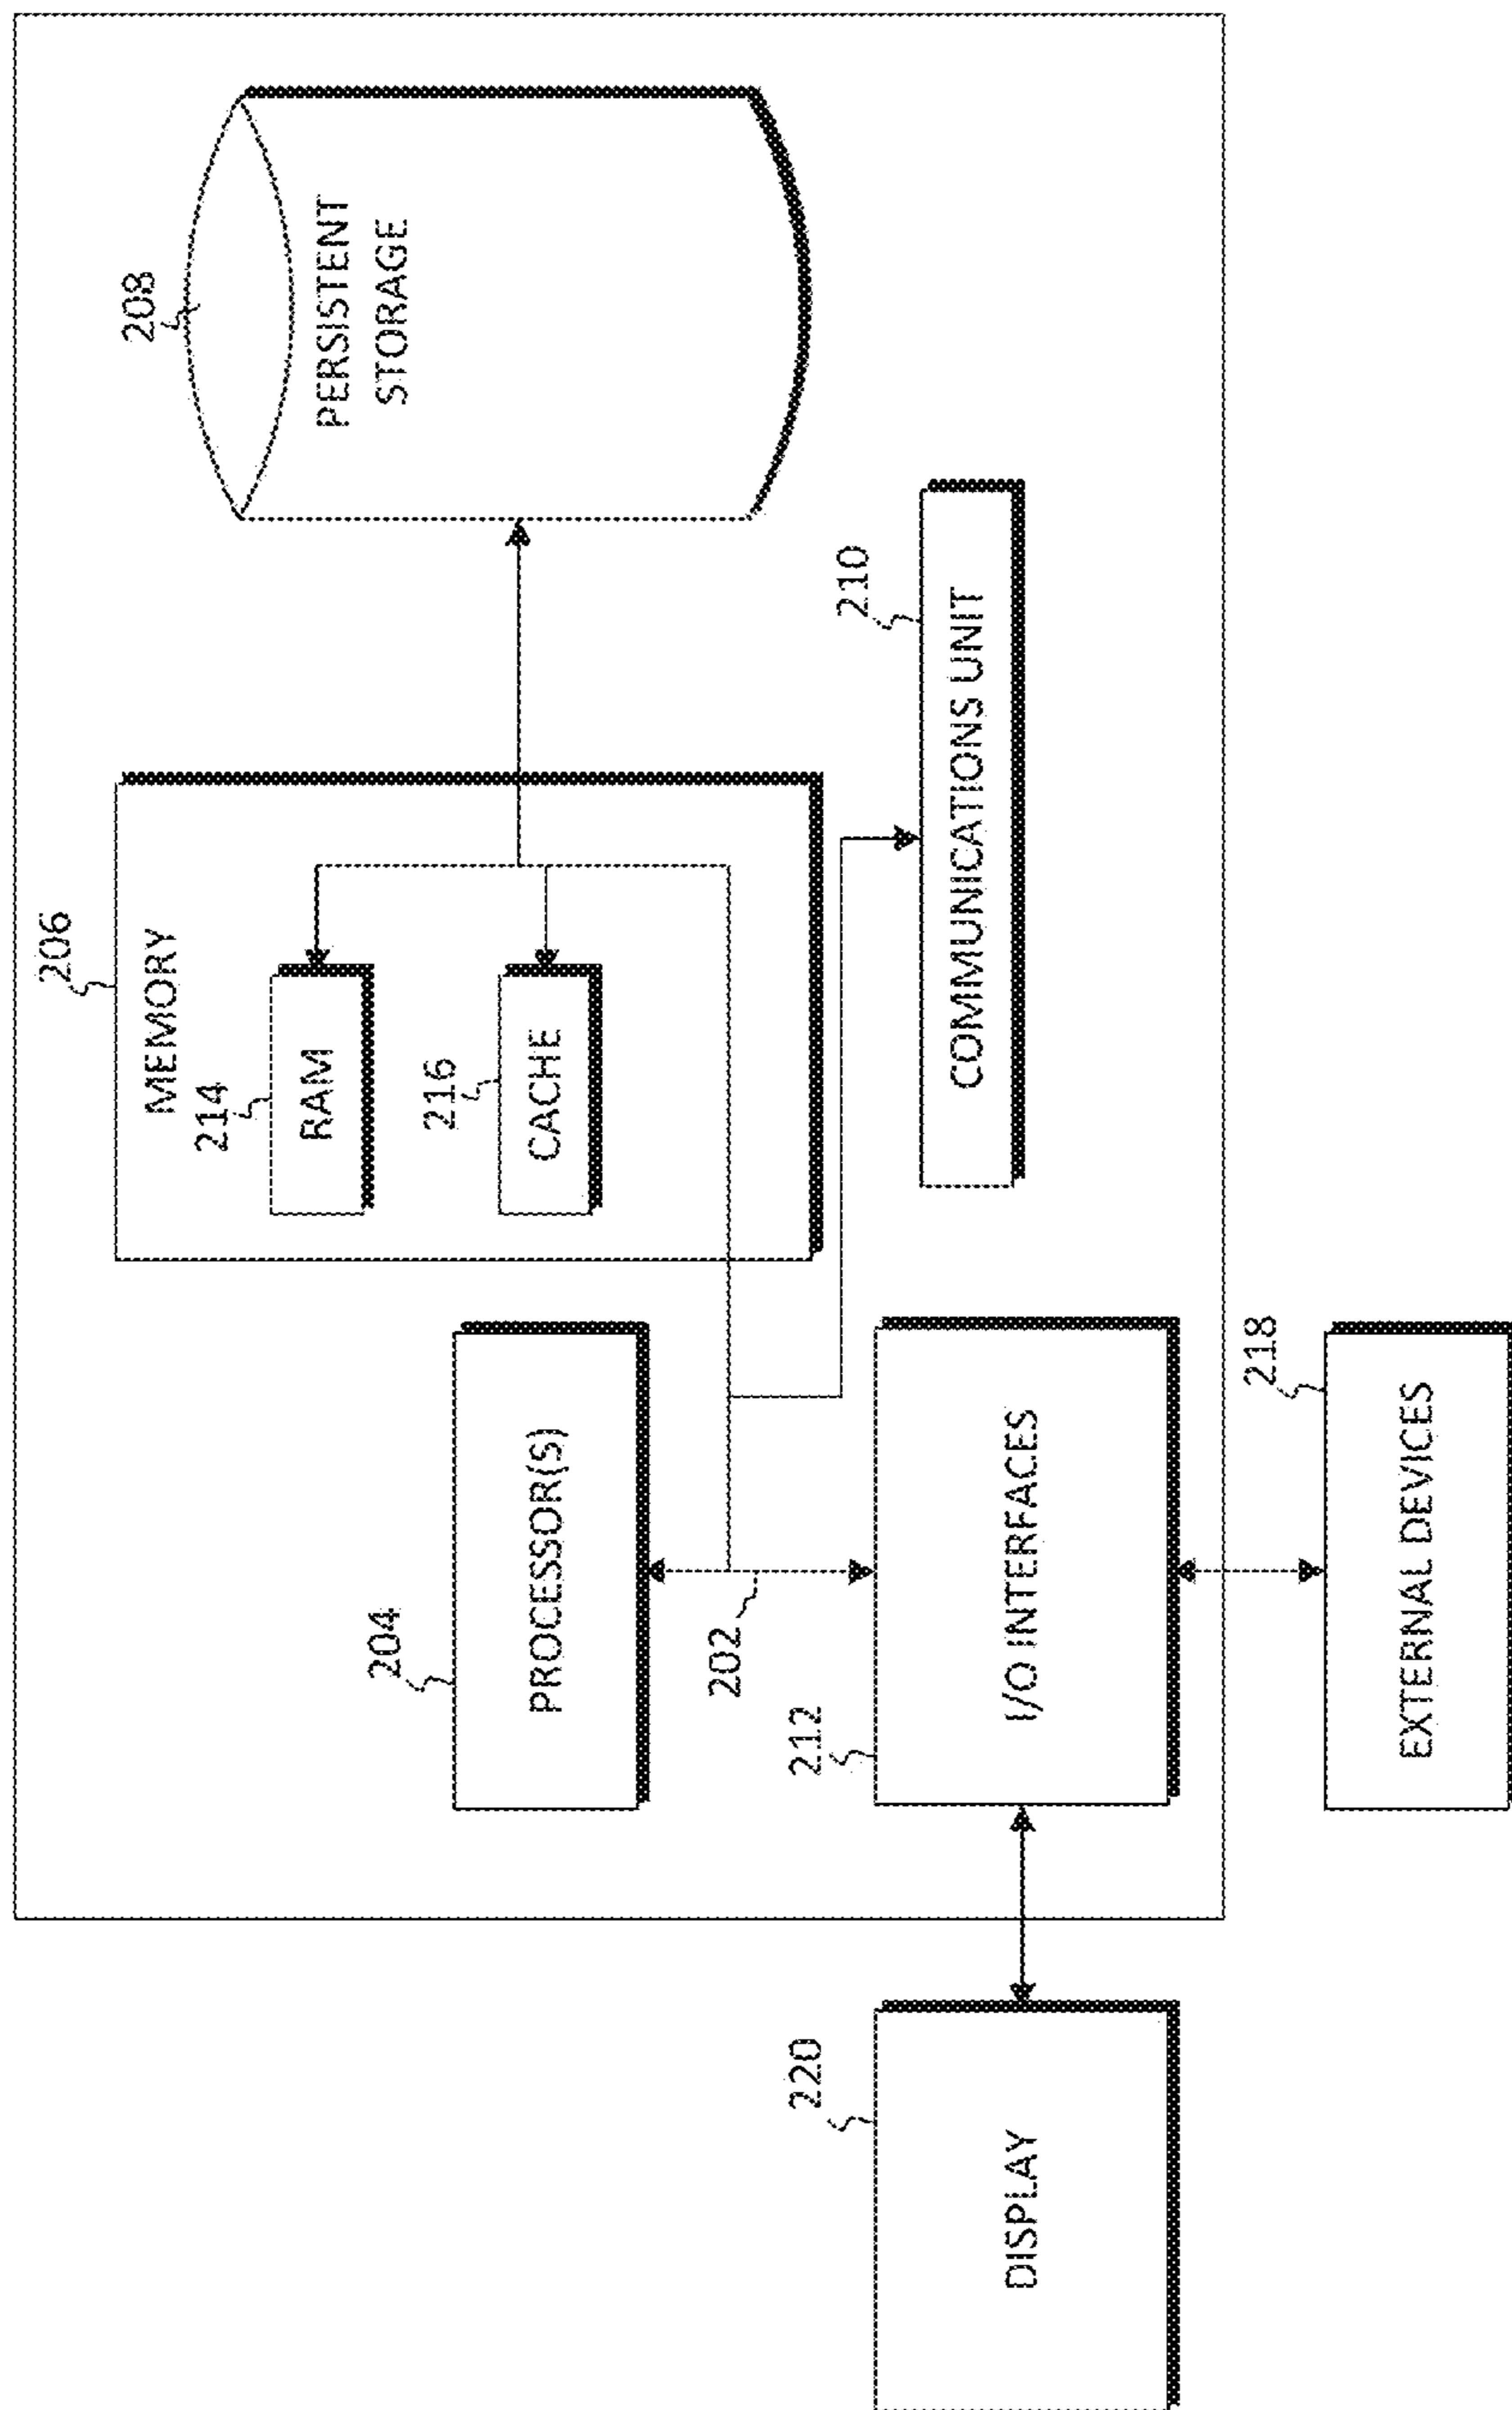 206
MEMORY
214
RAM
216
CACHE
208
PERSISTENT
STORAGE
204
PROCESSOR(S)
202
212
I/O INTERFACES
210
COMMUNICATIONS UNIT
220
DISPLAY
218
EXTERNAL DEVICES